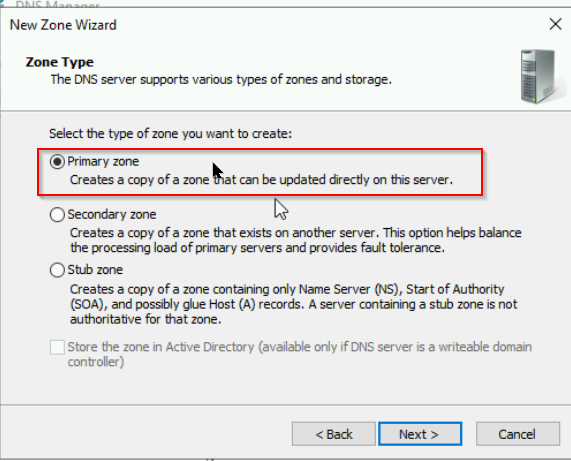 DNS Manager
New Zone Wizard
Zone Type
The DNS server supports various types of zones and storage.
Select the type of zone you want to create:
Primary zone
Creates a copy of a zone that can be updated directly on this server.
Secondary zone
Creates a copy of a zone that exists on another server. This option helps balance
the processing load of primary servers and provides fault tolerance.
Stub zone
Creates a copy of a zone containing only Name Server (NS), Start of Authority
(SOA), and possibly glue Host (A) records. A server containing a stub zone is not
authoritative for that zone.
Store the zone in Active Directory (available only if DNS server is a writeable domain
controller)
< Back
Next >
Cancel